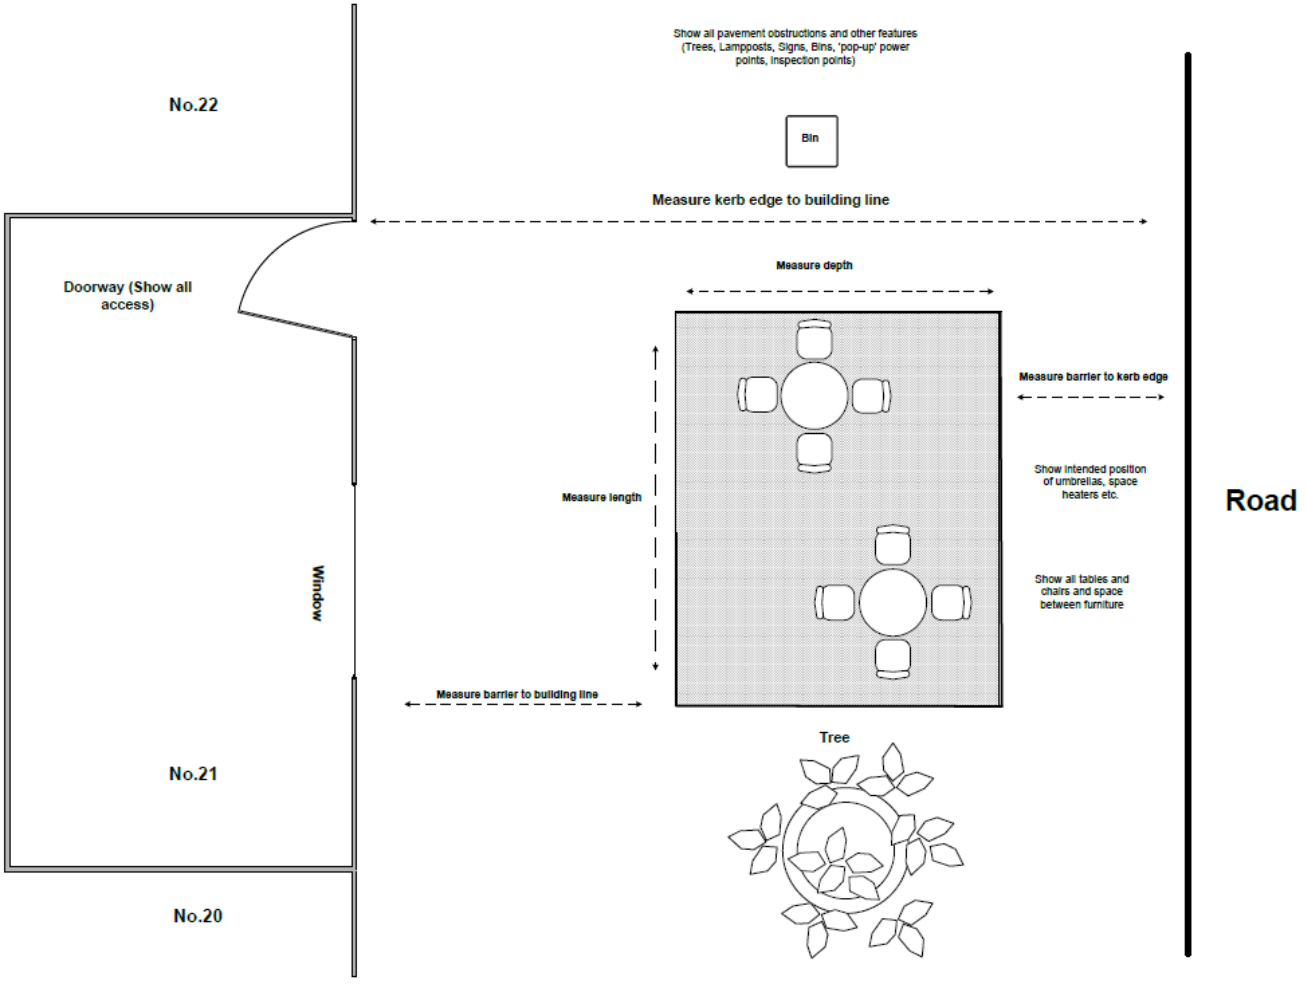 Show all pavement obstructions and other features
(Trees, Lampposts, Signs, Bins, 'pop-up' power
points, inspection points)
No.22
Bin
Measure kerb edge to building line
Measure depth
Doorway (Show all
access)
Measure barrier to kerb edge
Show intended position
of umbrellas, space
heaters etc.
Measure length
Road
Window
Show all tables and
chairs and space
between furniture
Measure barrier to building line
Tree
No.21
No.20